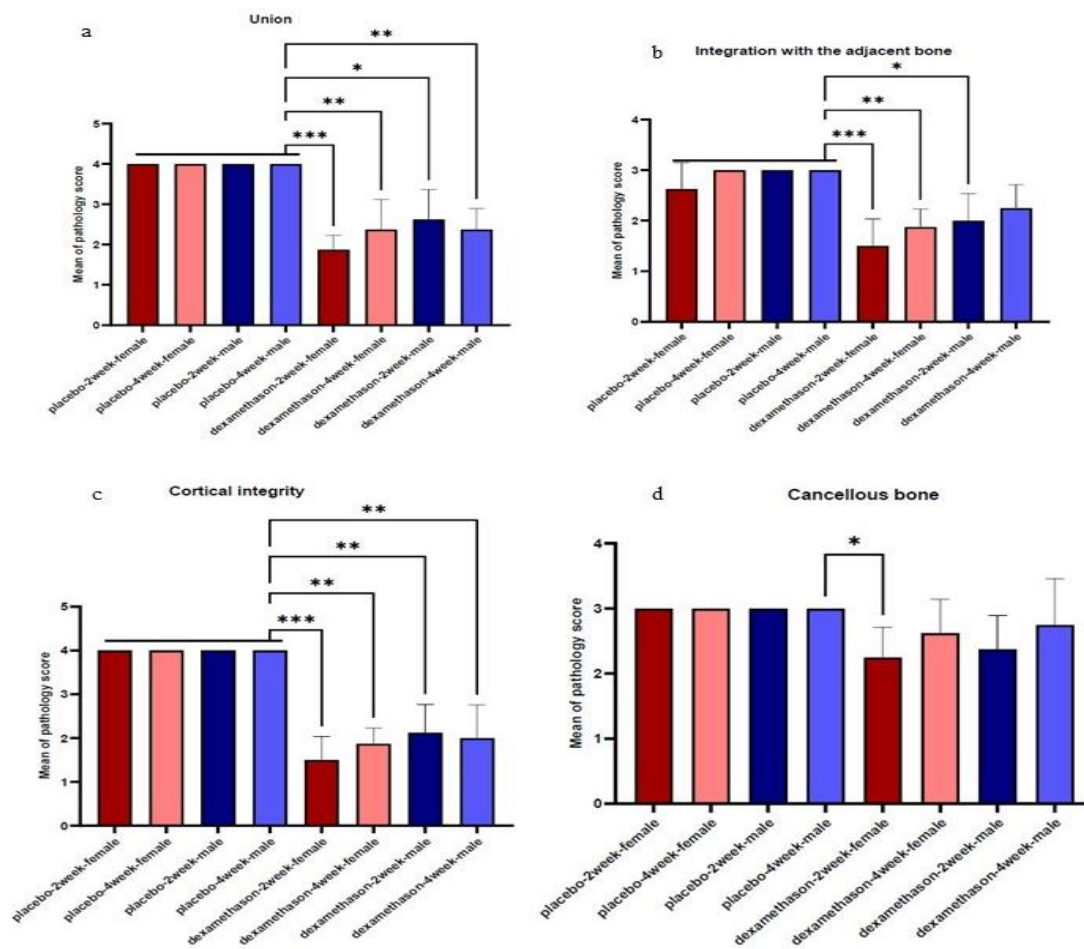 a
Union
**
*
**
***
5
4
3
2
1
0
Mean of pathology score
placebo-2week-female
placebo-4week-female
placebo-2week-male
placebo-4week-male
dexamethason-2week-female
dexamethason-4week-female
dexamethason-2week-male
dexamethason-4week-male
b
Integration with the adjacent bone
*
**
***
4
3
2
1
0
Mean of pathology score
placebo-2week-female
placebo-4week-female
placebo-2week-male
placebo-4week-male
dexamethason-2week-female
dexamethason-4week-female
dexamethason-2week-male
dexamethason-4week-male
c
Cortical integrity
**
**
**
***
5
4
3
2
1
0
Mean of pathology score
placebo-2week-female
placebo-4week-female
placebo-2week-male
placebo-4week-male
dexamethason-2week-female
dexamethason-4week-female
dexamethason-2week-male
dexamethason-4week-male
d
Cancellous bone
*
4
3
2
1
0
Mean of pathology score
placebo-2week-female
placebo-4week-female
placebo-2week-male
placebo-4week-male
dexamethason-2week-female
dexamethason-4week-female
dexamethason-2week-male
dexamethason-4week-male